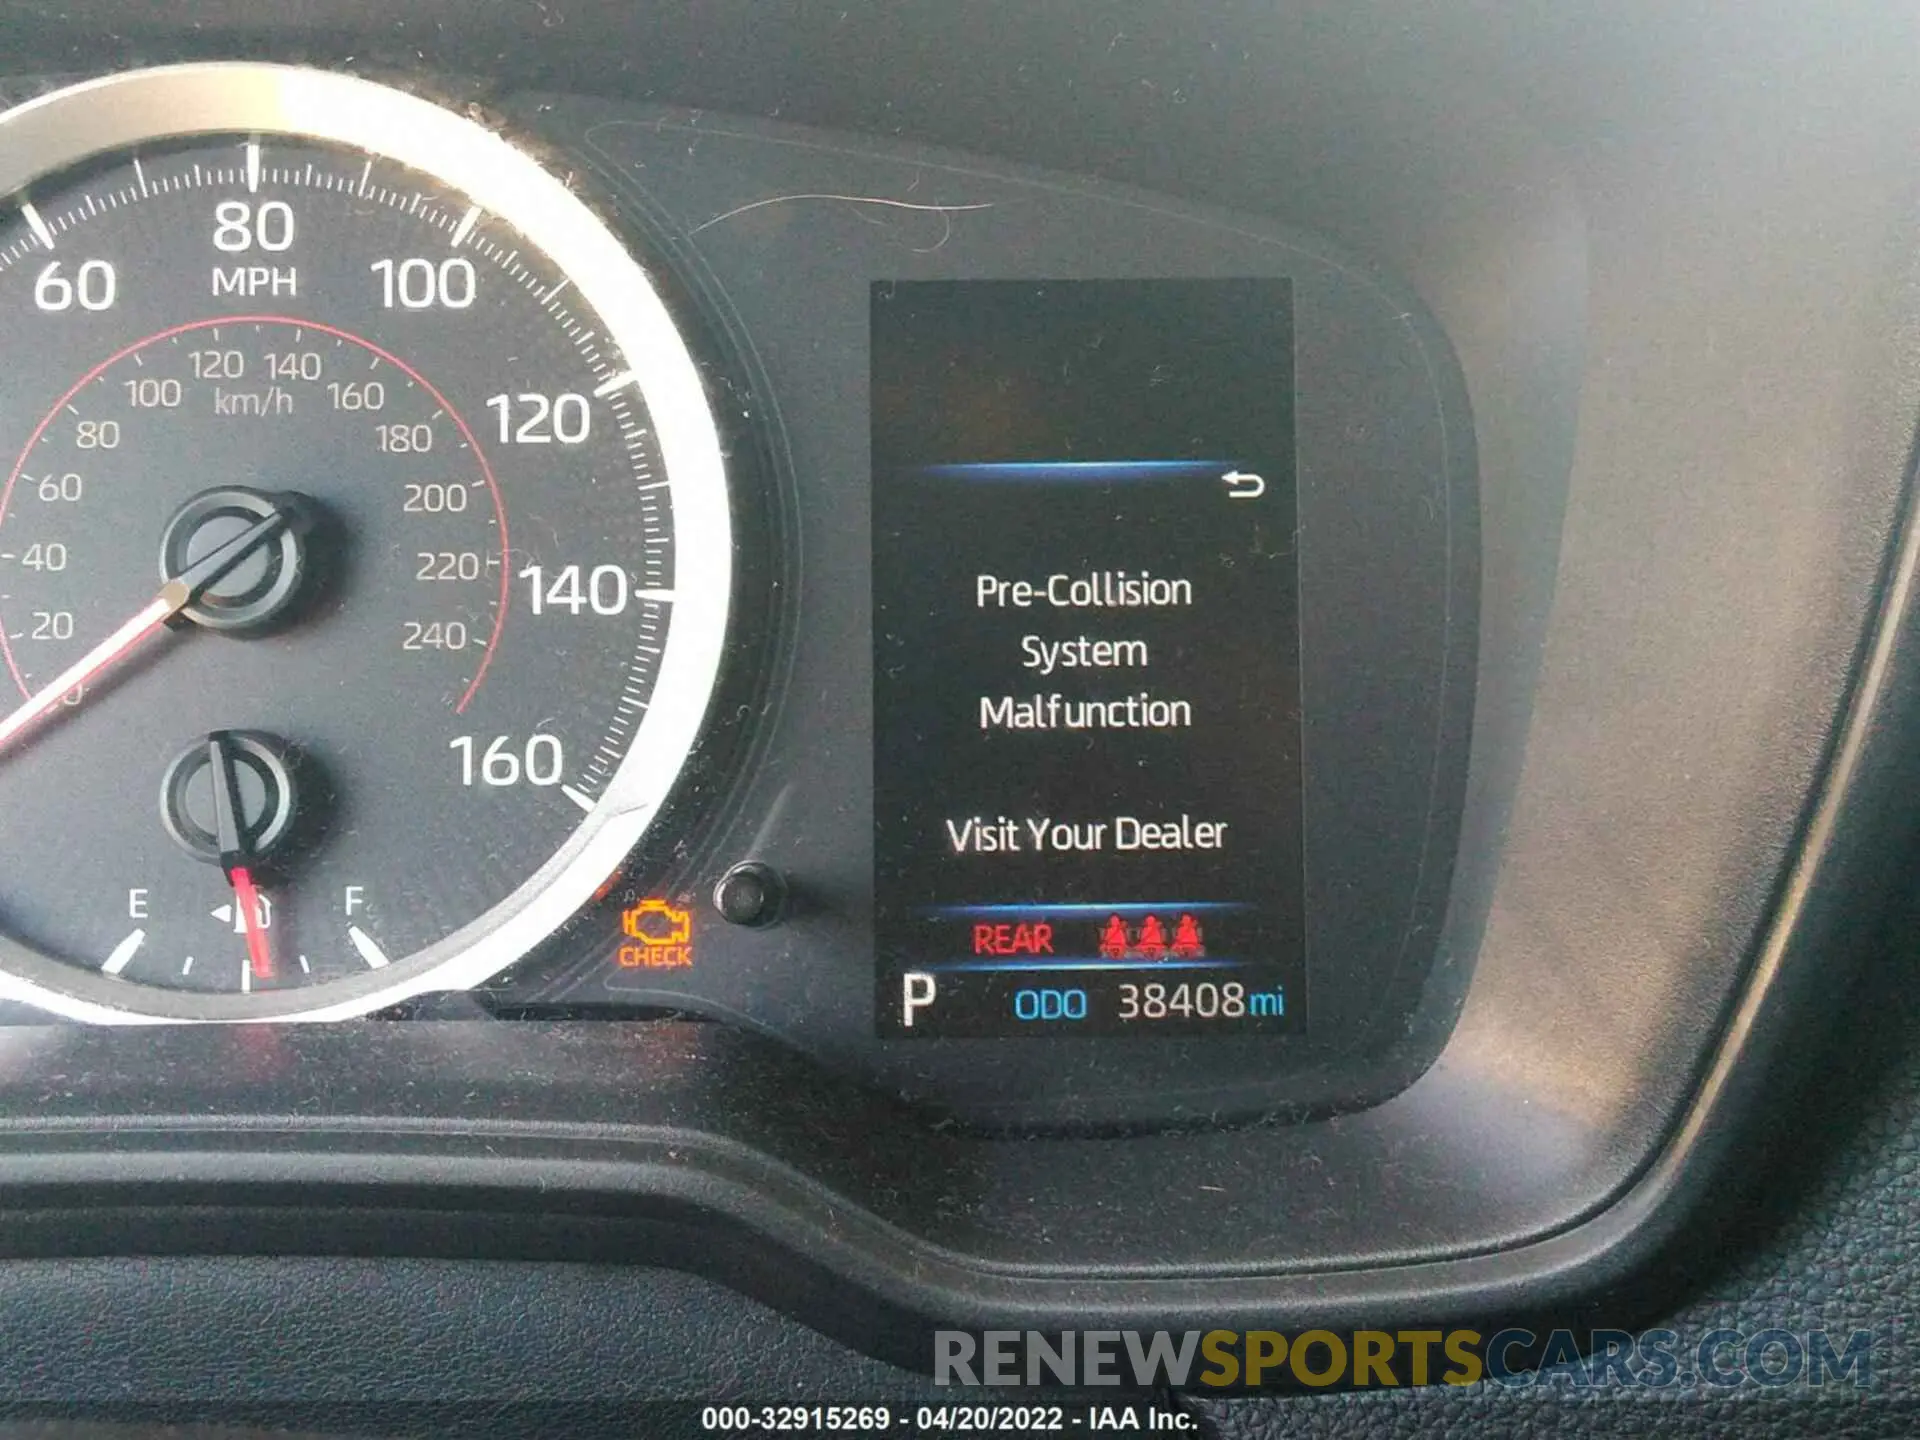 60
80
MPH
100
120
140
160
20
40
60
80
100
120
140
160
180
200
220
240
km/h
E
F
CHECK
Pre-Collision
System
Malfunction
Visit Your Dealer
REAR
P ODO 38408 mi
RENEWSPORTSCARS.COM
000-32915269 - 04/20/2022 - IAA Inc.